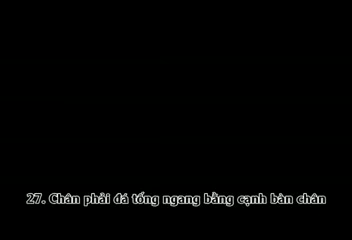 27. Chân phải đá tống ngang bằng cạnh bàn chân